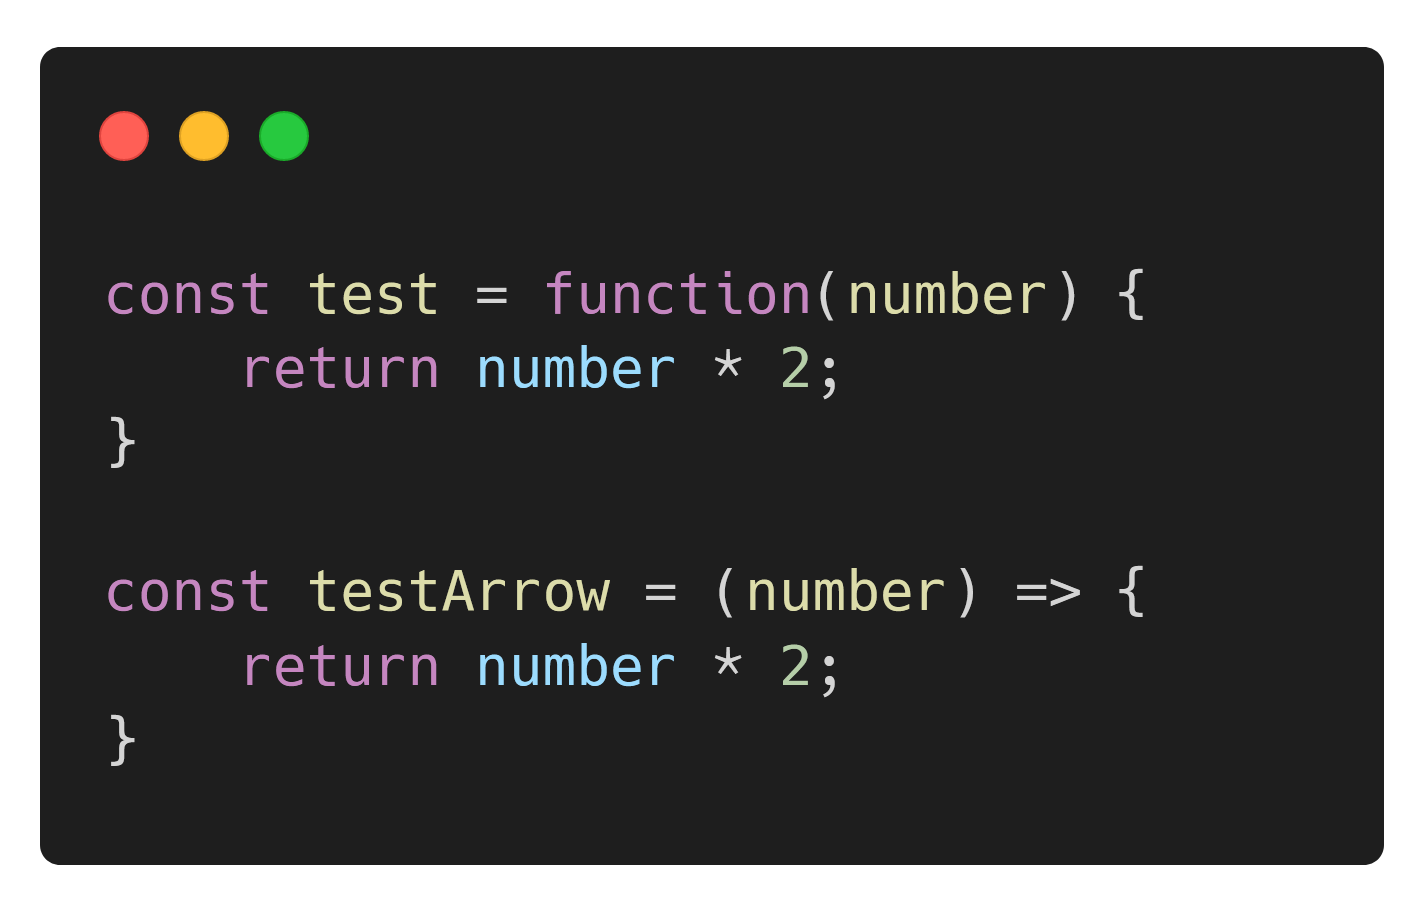 const test = function(number) {
    return number * 2;
}

const testArrow = (number) => {
    return number * 2;
}